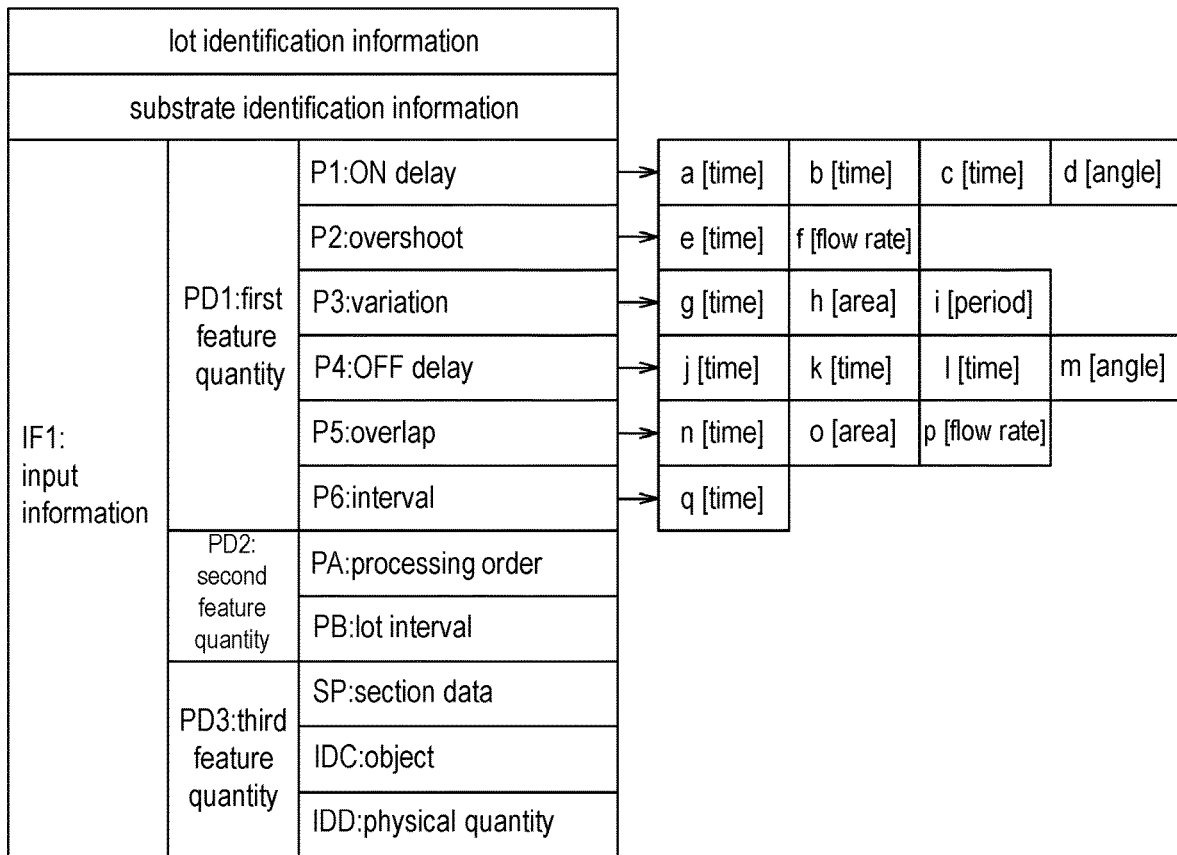 lot identification information
substrate identification information
IF1:
input
information
PD1:first
feature
quantity
P1:ON delay
a [time]
b [time]
c [time]
d [angle]
P2:overshoot
e [time]
f [flow rate]
P3:variation
g [time]
h [area]
i [period]
P4:OFF delay
j [time]
k [time]
l [time]
m [angle]
P5:overlap
n [time]
o [area]
p [flow rate]
P6:interval
q [time]
PD2:
second
feature
quantity
PA:processing order
PB:lot interval
PD3:third
feature
quantity
SP:section data
IDC:object
IDD:physical quantity